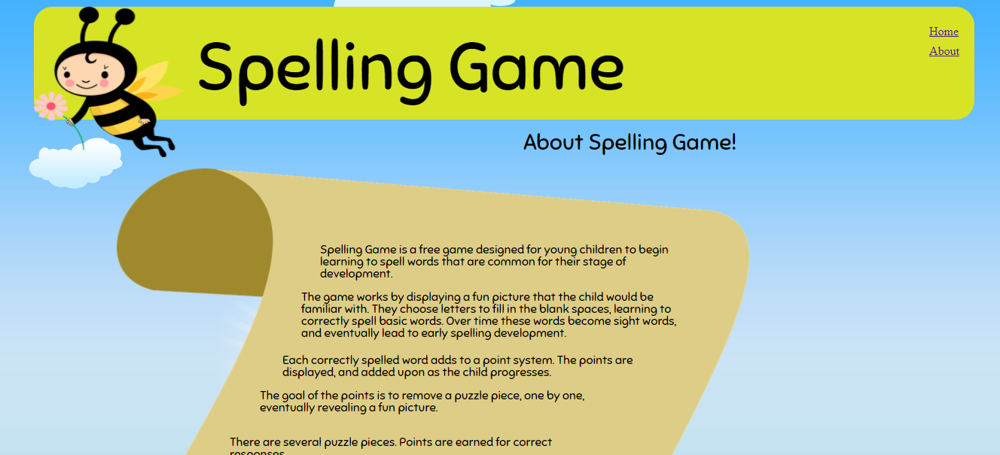 Spelling Game
Home
About
About Spelling Game!
Spelling Game is a free game designed for young children to begin
learning to spell words that are common for their stage of
development.
The game works by displaying a fun picture that the child would be
familiar with. They choose letters to fill in the blank spaces, learning to
correctly spell basic words. Over time these words become sight words,
and eventually lead to early spelling development.
Each correctly spelled word adds to a point system. The points are
displayed, and added upon as the child progresses.
The goal of the points is to remove a puzzle piece, one by one,
eventually revealing a fun picture.
There are several puzzle pieces. Points are earned for correct
responses.